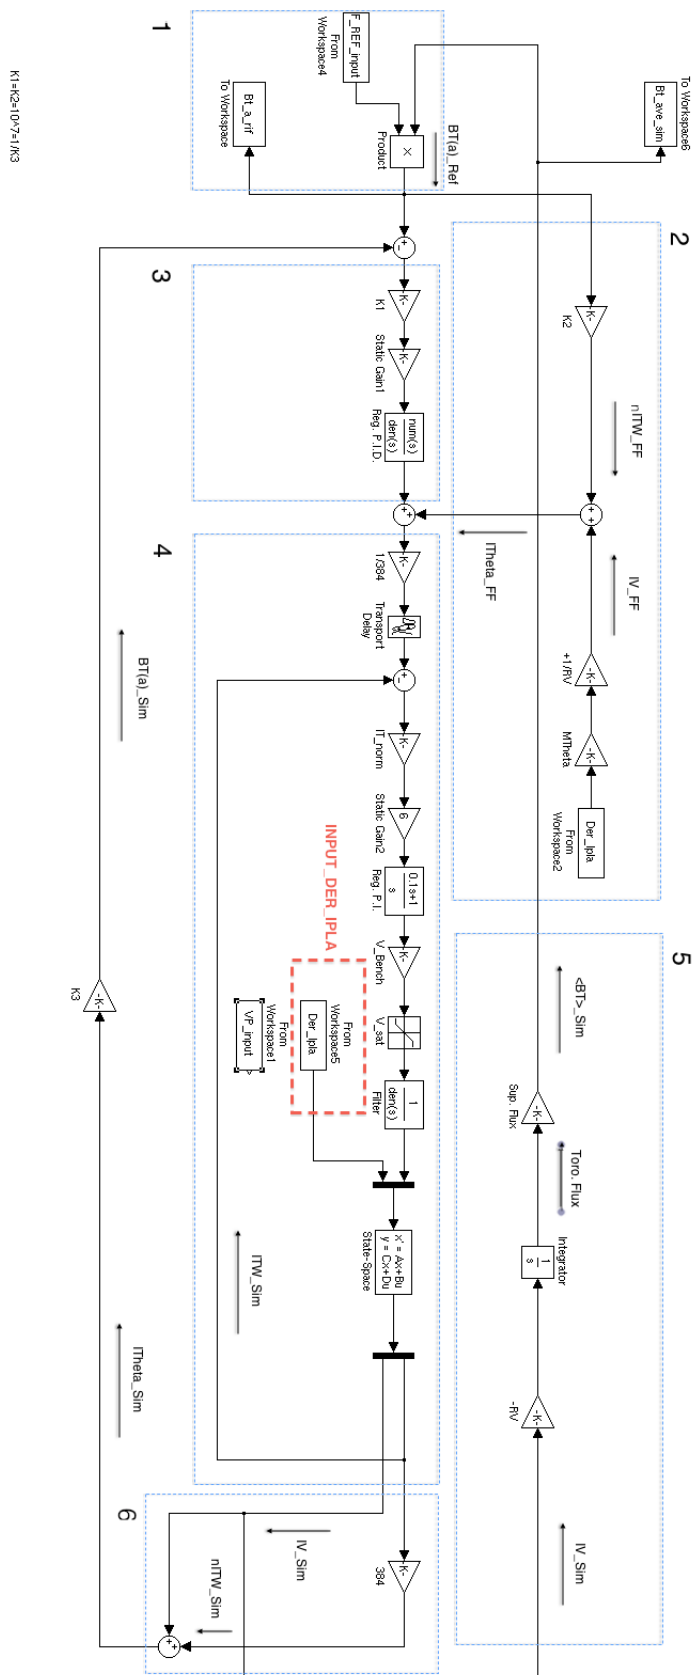 To Workspace6
Bt_ave_sim
1
F_REF_input
From
Workspace4
Bt_a_rif
To Workspace
×
Product
BT(a)_Ref
K1=K2=10^7=1/K3
2
-K-
K2
nITW_FF
IV_FF
ITheta_FF
-K-
+1/RV
-K-
MTheta
Der_Ipla
From
Workspace2
3
-K-
K1
-K-
Static Gain1
num(s)
den(s)
Reg. P.I.D.
4
-K-
1/384
Transport
Delay
-K-
IT_norm
6
Static Gain2
0.1s+1
s
Reg. P.I.
-K-
V_Bench
V_sat
1
den(s)
Filter
INPUT_DER_IPLA
From
Workspace5
Der_Ipla
From
Workspace1
VP_input
x' = Ax+Bu
y = Cx+Du
State-Space
ITW_Sim
5
<BT>_Sim
-K-
Sup. Flux
Toro. Flux
Integrator
1
s
-K-
-RV
IV_Sim
6
-K-
384
IV_Sim
nITW_Sim
BT(a)_Sim
-K-
K3
ITheta_Sim